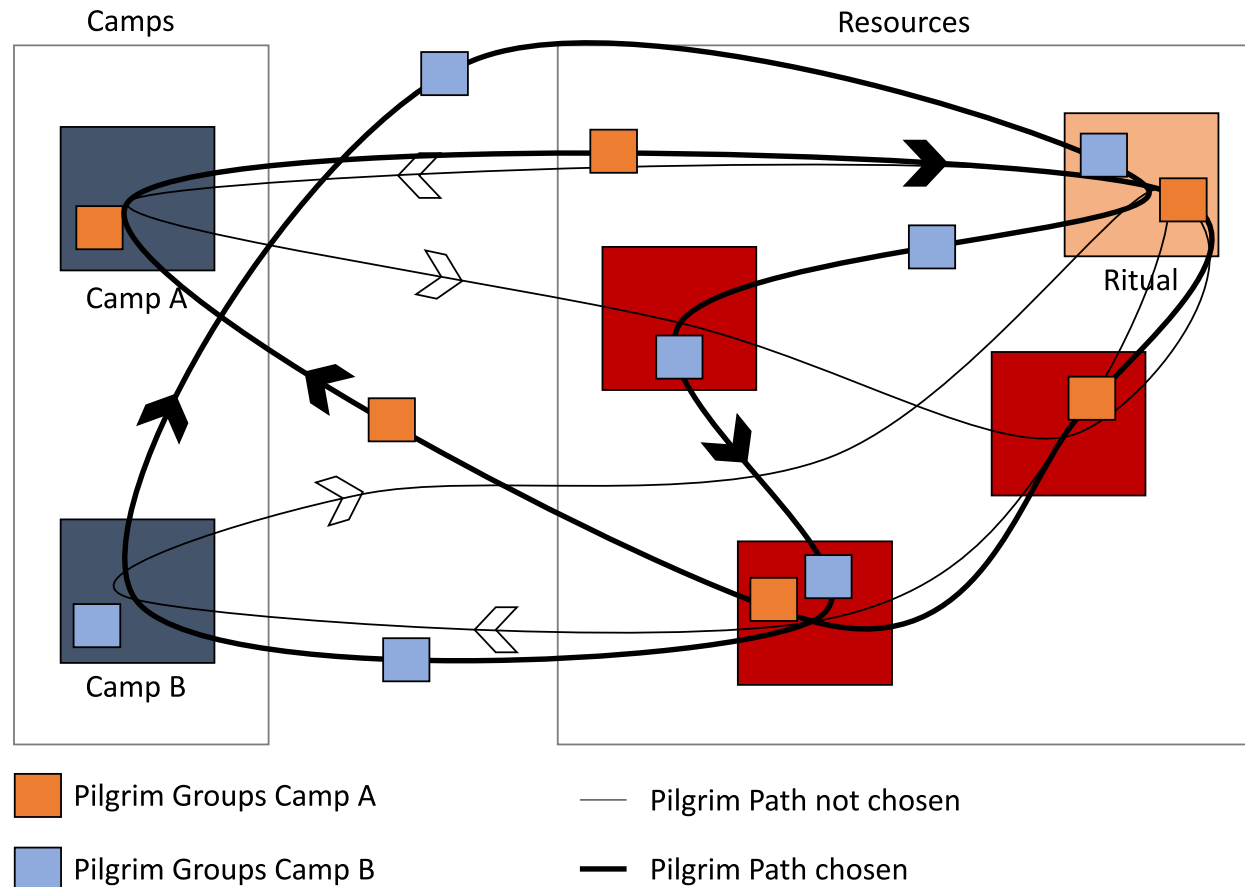 Camps
Resources
Ritual
Camp A
Camp B
Pilgrim Groups Camp A
Pilgrim Path not chosen
Pilgrim Groups Camp B
Pilgrim Path chosen